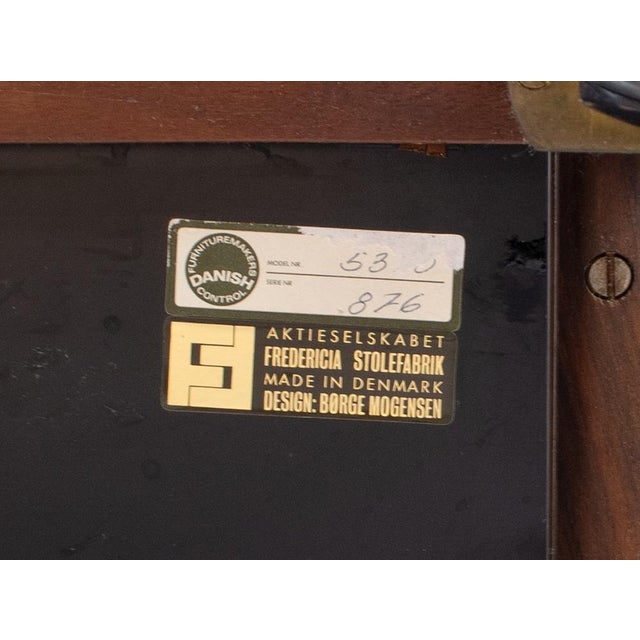 FURNITUREMAKERS
DANISH
CONTROL
MODEL NR. 53
SERIE NR. 876
AKTIESELSKABET
FREDERICIA STOLEFABRIK
MADE IN DENMARK
DESIGN: BØRGE MOGENSEN